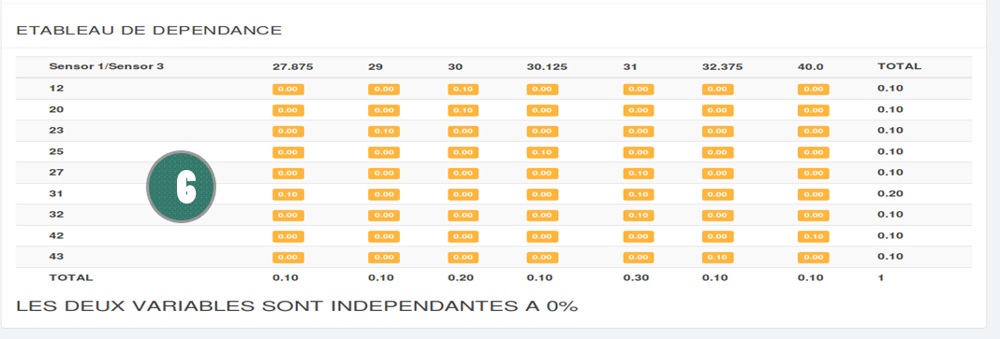 ETABLEAU DE DEPENDANCE
Sensor 1/Sensor 3 27.875 29 30 30.125 31 32.375 40.0 TOTAL
12 0.00 0.00 0.10 0.00 0.00 0.00 0.00 0.10
20 0.00 0.00 0.10 0.00 0.00 0.00 0.00 0.10
23 0.00 0.10 0.00 0.00 0.00 0.00 0.00 0.10
25 0.00 0.00 0.00 0.10 0.00 0.00 0.00 0.10
27 0.00 0.00 0.00 0.00 0.10 0.00 0.00 0.10
31 0.10 0.00 0.00 0.00 0.10 0.00 0.00 0.20
32 0.00 0.00 0.00 0.00 0.10 0.00 0.00 0.10
42 0.00 0.00 0.00 0.00 0.00 0.00 0.10 0.10
43 0.00 0.00 0.00 0.00 0.00 0.10 0.00 0.10
TOTAL 0.10 0.10 0.20 0.10 0.30 0.10 0.10 1
6
LES DEUX VARIABLES SONT INDEPENDANTES A 0%